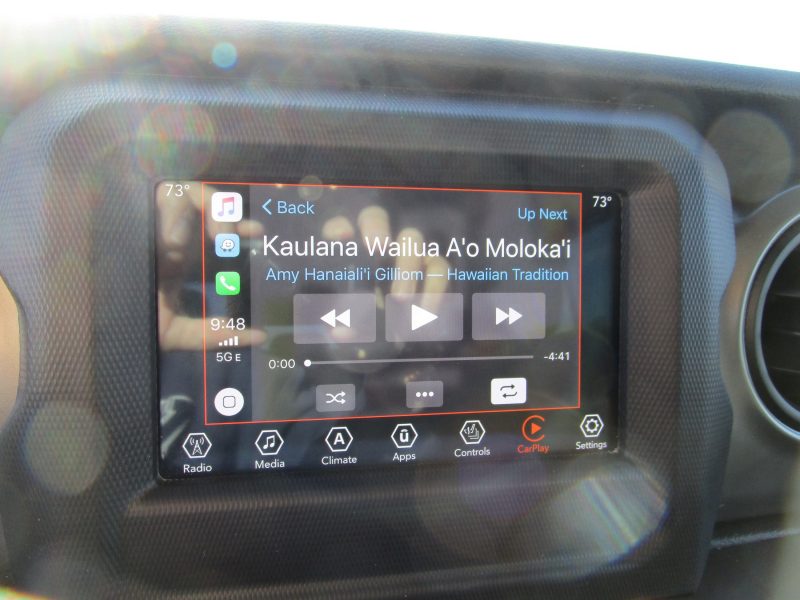 73°
73°
Back
Up Next
Kaulana Wailua A'o Moloka'i
Amy Hanaiali'i Gilliom — Hawaiian Tradition
9:48
5G E
0:00
-4:41
Radio
Media
A
Climate
ū
Apps
Controls
CarPlay
Settings